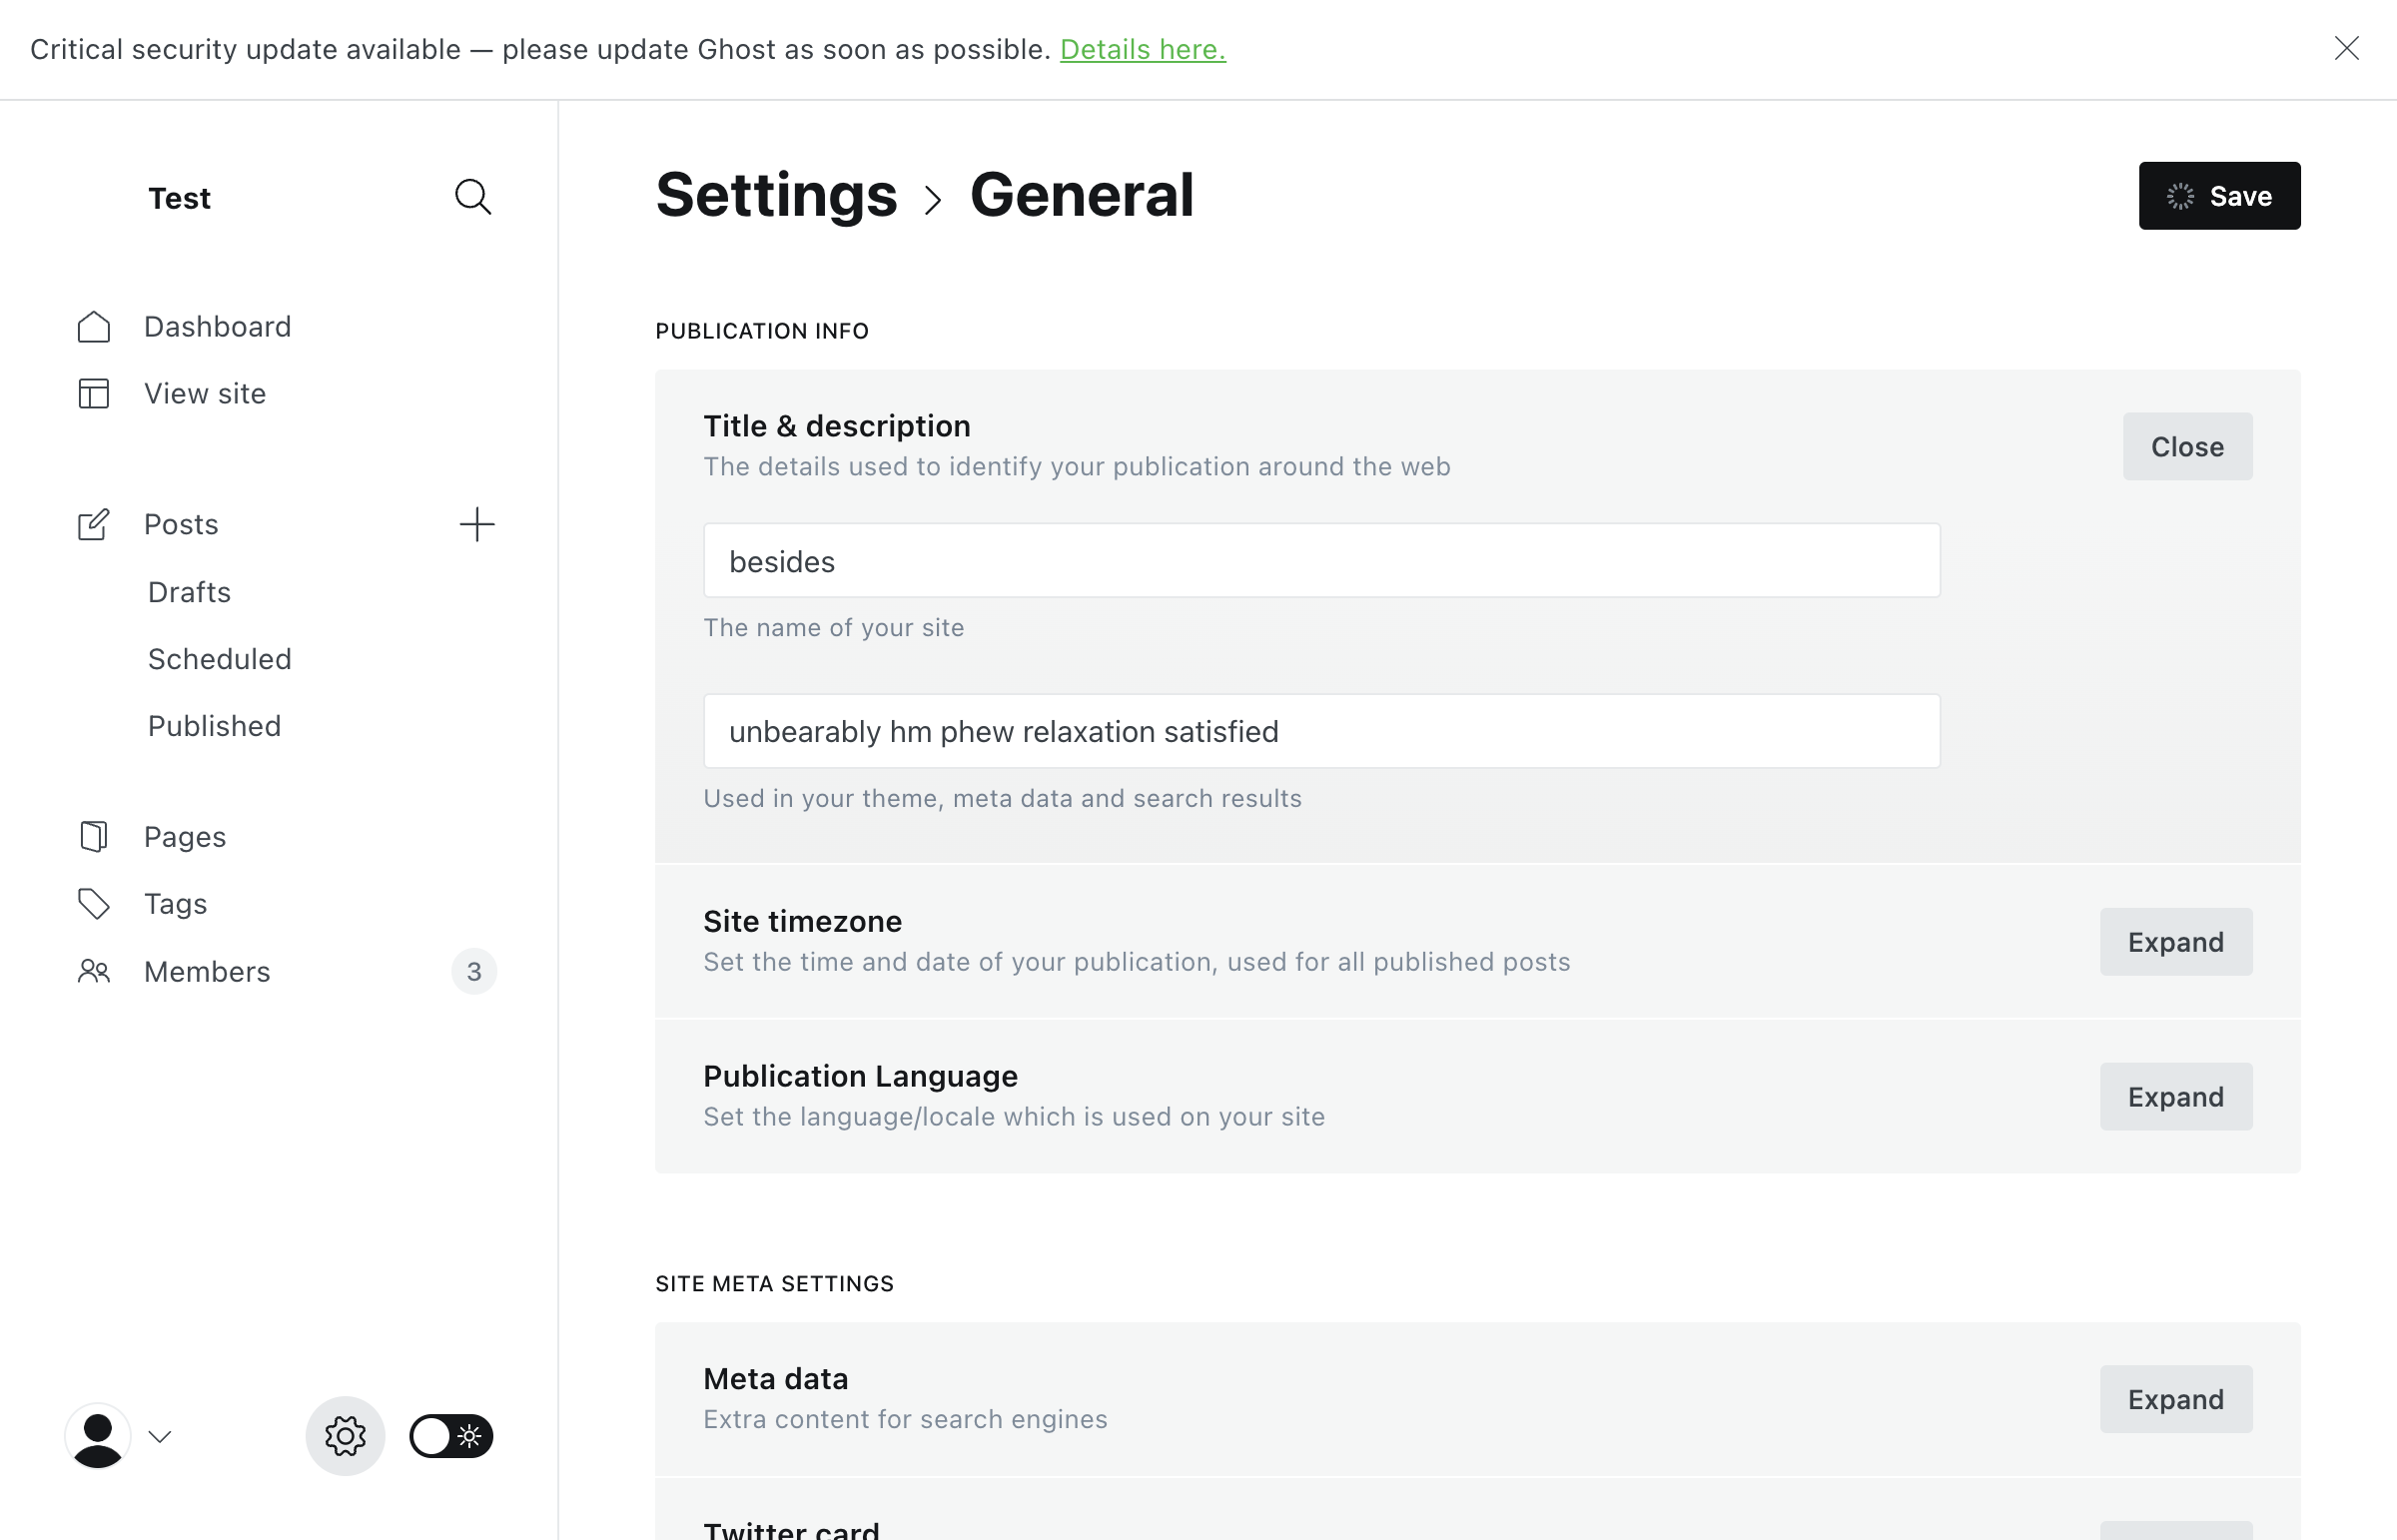 Critical security update available — please update Ghost as soon as possible. Details here.
Test
Dashboard
View site
Posts
Drafts
Scheduled
Published
Pages
Tags
Members
3
Settings
General
Save
PUBLICATION INFO
Title & description
The details used to identify your publication around the web
Close
besides
The name of your site
unbearably hm phew relaxation satisfied
Used in your theme, meta data and search results
Site timezone
Set the time and date of your publication, used for all published posts
Expand
Publication Language
Set the language/locale which is used on your site
Expand
SITE META SETTINGS
Meta data
Extra content for search engines
Expand
Twitter card